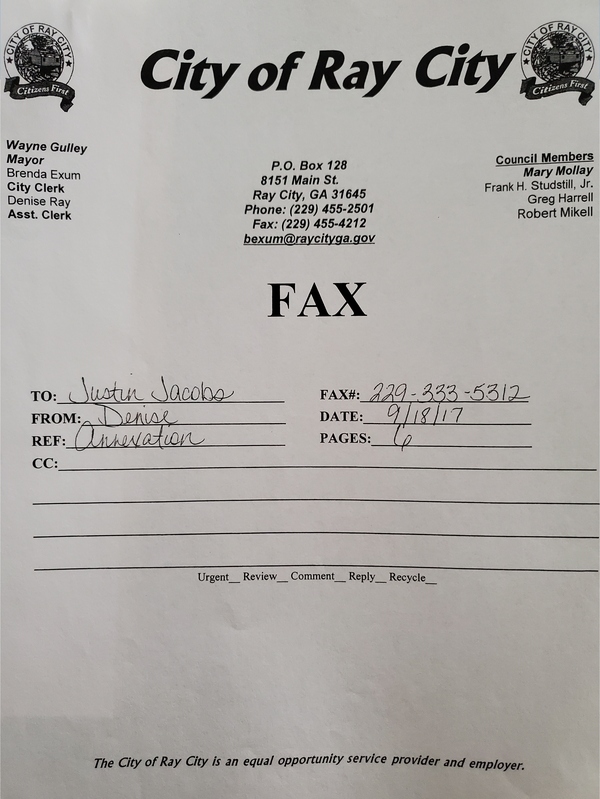 CITY OF RAY CITY
Citizens First
City of Ray City
CITY OF RAY CITY
Citizens First
Wayne Gulley
Mayor
Brenda Exum
City Clerk
Denise Ray
Asst. Clerk
P.O. Box 128
8151 Main St.
Ray City, GA 31645
Phone: (229) 455-2501
Fax: (229) 455-4212
bexum@raycityga.gov
Council Members
Mary Mollay
Frank H. Studstill, Jr.
Greg Harrell
Robert Mikell
FAX
TO: Justin Jacobs FAX#: 229-333-5312
FROM: Denise DATE: 9/18/17
REF: Annexation PAGES: 6
CC:
Urgent__ Review__ Comment__ Reply__ Recycle__
The City of Ray City is an equal opportunity service provider and employer.